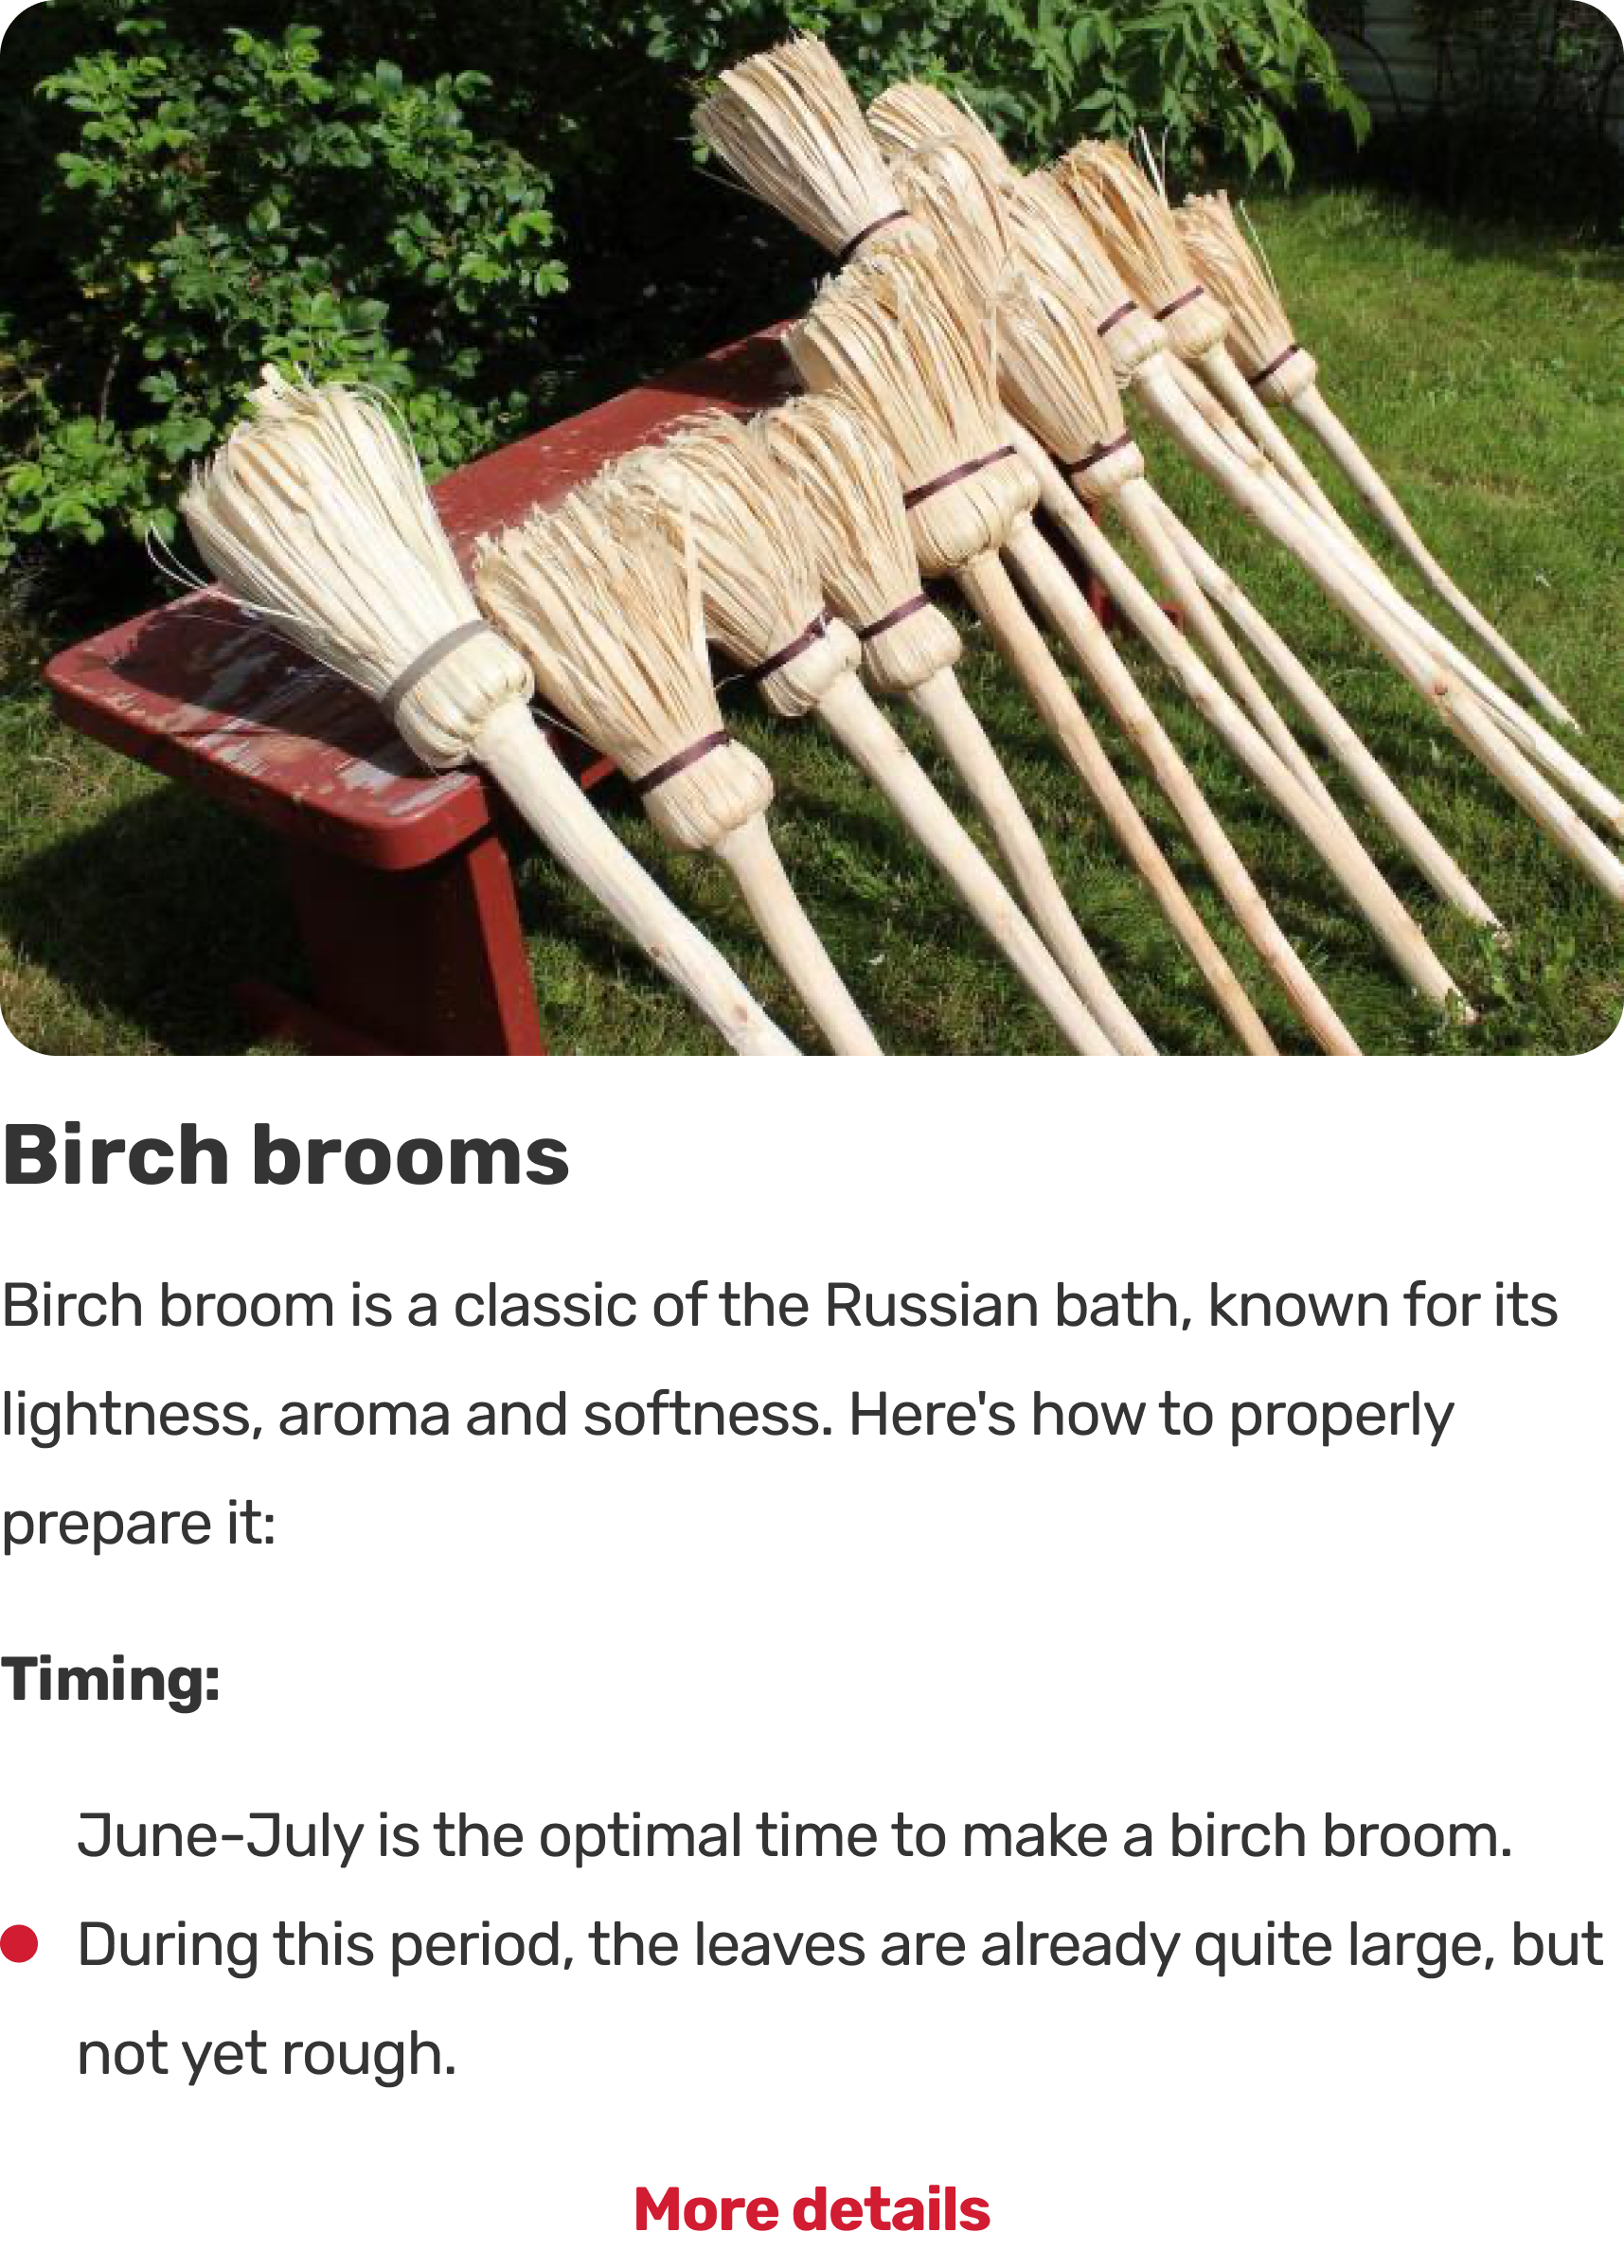 Birch brooms
Birch broom is a classic of the Russian bath, known for its
lightness, aroma and softness. Here's how to properly
prepare it:
Timing:
June-July is the optimal time to make a birch broom.
During this period, the leaves are already quite large, but
not yet rough.
More details